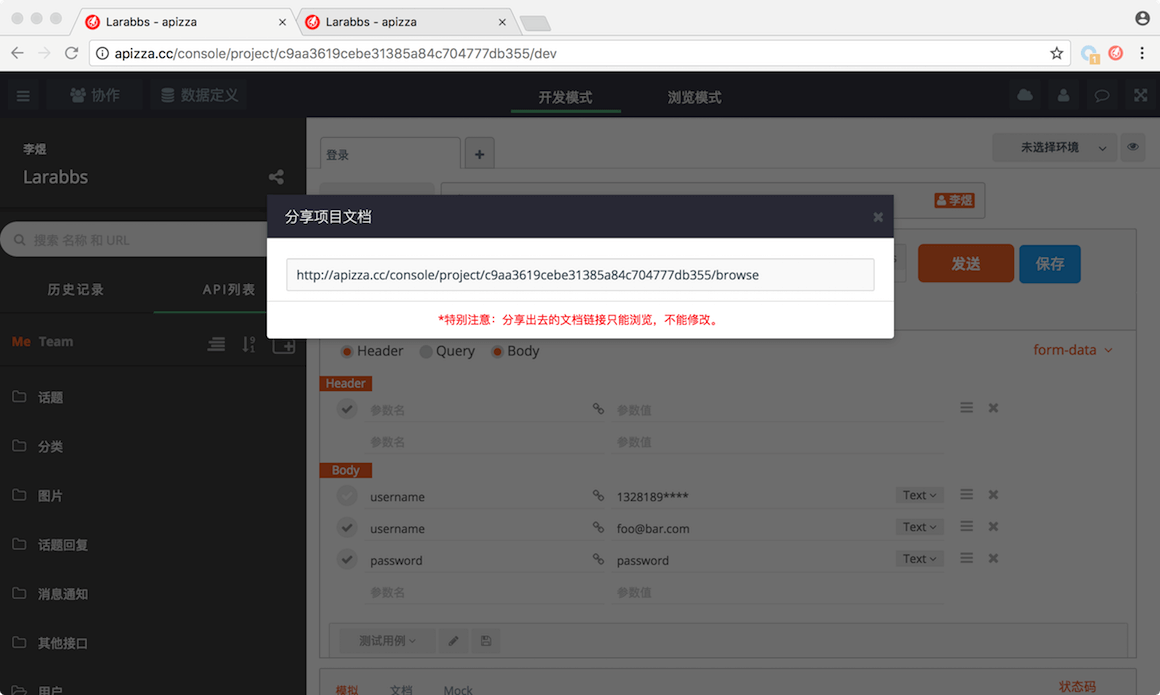 Larabbs - apizza
Larabbs - apizza
apizza.cc/console/project/c9aa3619cebe31385a84c704777db355/dev
1
协作
数据定义
开发模式
浏览模式
李煜
Larabbs
登录
未选择环境
李煜
分享项目文档
搜索 名称 和 URL
http://apizza.cc/console/project/c9aa3619cebe31385a84c704777db355/browse
发送
保存
历史记录
API列表
*特别注意：分享出去的文档链接只能浏览，不能修改。
Me Team
Header
Query
Body
form-data
Header
话题
参数名
参数值
分类
参数名
参数值
Body
图片
username
1328189****
Text
username
foo@bar.com
Text
话题回复
password
password
Text
消息通知
参数名
参数值
其他接口
测试用例
用户
模拟
文档
Mock
状态码